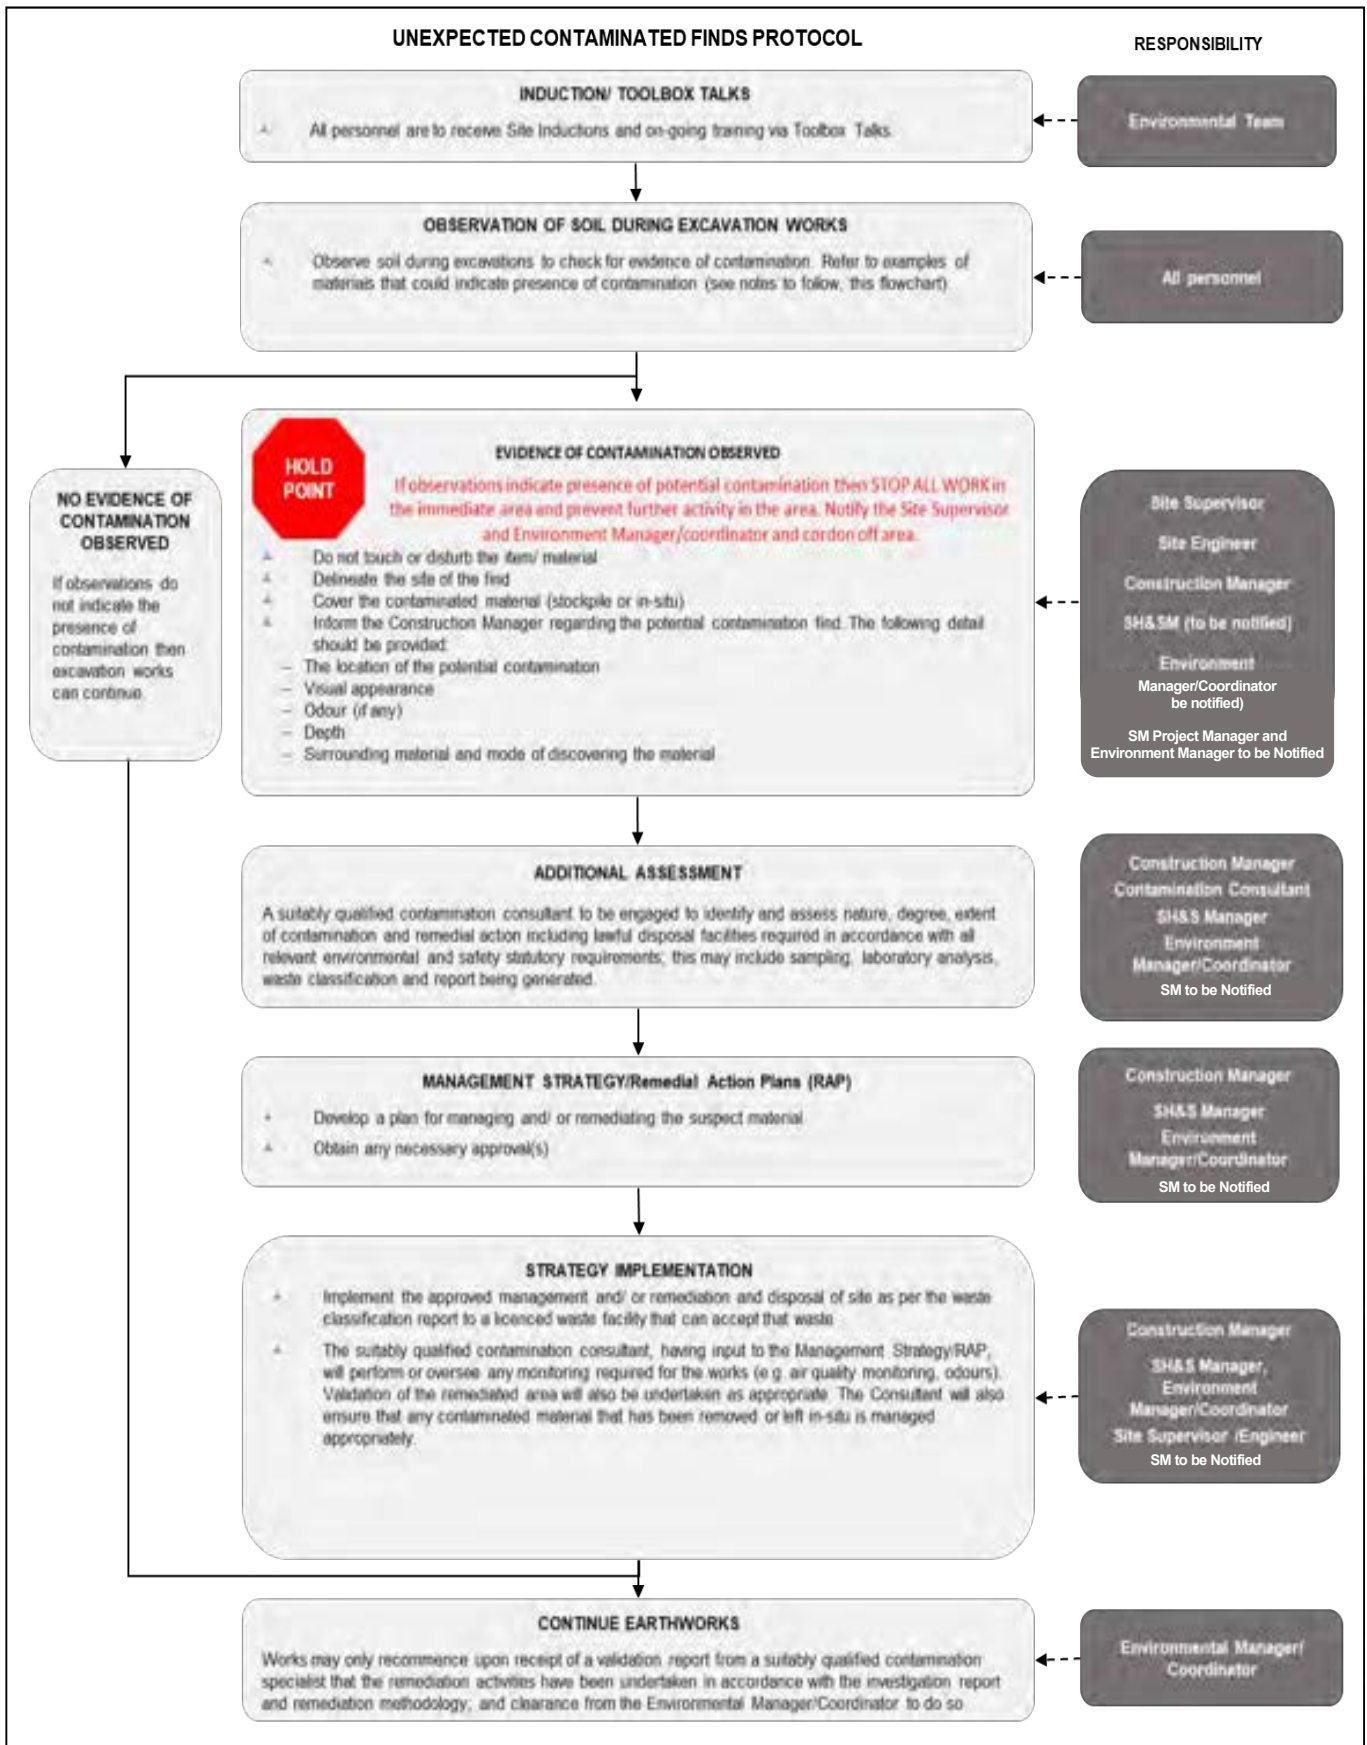 UNEXPECTED CONTAMINATED FINDS PROTOCOL
RESPONSIBILITY
INDUCTION/ TOOLBOX TALKS
All personnel are to receive Site Inductions and on-going training via Toolbox Talks.
Environmental Team
OBSERVATION OF SOIL DURING EXCAVATION WORKS
Observe soil during excavations to check for evidence of contamination. Refer to examples of
materials that could indicate presence of contamination (see notes to follow, this flowchart)
All personnel
NO EVIDENCE OF
CONTAMINATION
OBSERVED
If observations do
not indicate the
presence of
contamination then
excavation works
can continue.
HOLD
POINT
EVIDENCE OF CONTAMINATION OBSERVED
If observations indicate presence of potential contamination then STOP ALL WORK in
the immediate area and prevent further activity in the area. Notify the Site Supervisor
and Environment Manager/coordinator and cordon off area.
Do not touch or disturb the item/ material
Delineate the site of the find
Cover the contaminated material (stockpile or in-situ)
Inform the Construction Manager regarding the potential contamination find. The following detail
should be provided:
– The location of the potential contamination
– Visual appearance
– Odour (if any)
– Depth
– Surrounding material and mode of discovering the material
Site Supervisor
Site Engineer
Construction Manager
SH&SM (to be notified)
Environment
Manager/Coordinator
be notified)
SM Project Manager and
Environment Manager to be Notified
ADDITIONAL ASSESSMENT
A suitably qualified contamination consultant to be engaged to identify and assess nature, degree, extent
of contamination and remedial action including lawful disposal facilities required in accordance with all
relevant environmental and safety statutory requirements; this may include sampling, laboratory analysis,
waste classification and report being generated.
Construction Manager
Contamination Consultant
SH&S Manager
Environment
Manager/Coordinator
SM to be Notified
MANAGEMENT STRATEGY/Remedial Action Plans (RAP)
Develop a plan for managing and/ or remediating the suspect material
Obtain any necessary approval(s)
Construction Manager
SH&S Manager
Environment
Manager/Coordinator
SM to be Notified
STRATEGY IMPLEMENTATION
Implement the approved management and/ or remediation and disposal of site as per the waste
classification report to a licenced waste facility that can accept that waste
The suitably qualified contamination consultant, having input to the Management Strategy/RAP,
will perform or oversee any monitoring required for the works (e.g. air quality monitoring, odours).
Validation of the remediated area will also be undertaken as appropriate. The Consultant will also
ensure that any contaminated material that has been removed or left in-situ is managed
appropriately.
Construction Manager
SH&S Manager,
Environment
Manager/Coordinator
Site Supervisor /Engineer
SM to be Notified
CONTINUE EARTHWORKS
Works may only recommence upon receipt of a validation report from a suitably qualified contamination
specialist that the remediation activities have been undertaken in accordance with the investigation report
and remediation methodology; and clearance from the Environmental Manager/Coordinator to do so
Environmental Manager/
Coordinator